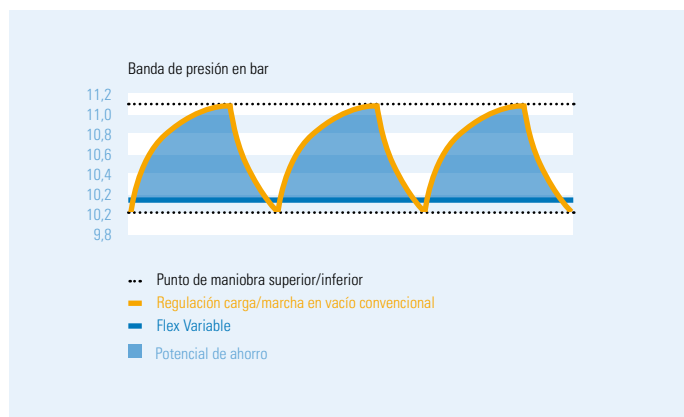 Banda de presión en bar
11,2
11,0
10,8
10,6
10,4
10,2
10,2
9,8
Punto de maniobra superior/inferior
Regulación carga/marcha en vacío convencional
Flex Variable
Potencial de ahorro